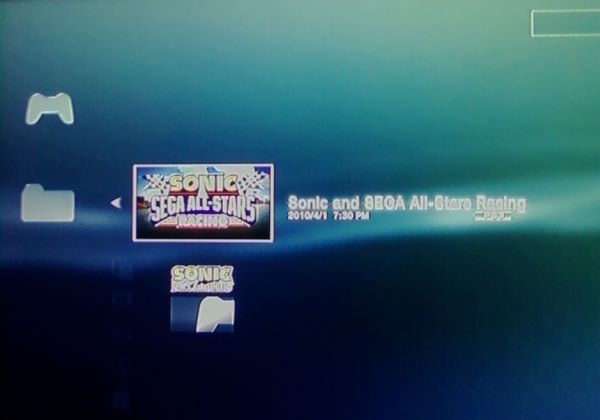 SONIC
SEGA ALL-STARS
RACING
Sonic and SEGA All-Stars Racing
2010/4/1 7:30 PM
SONIC